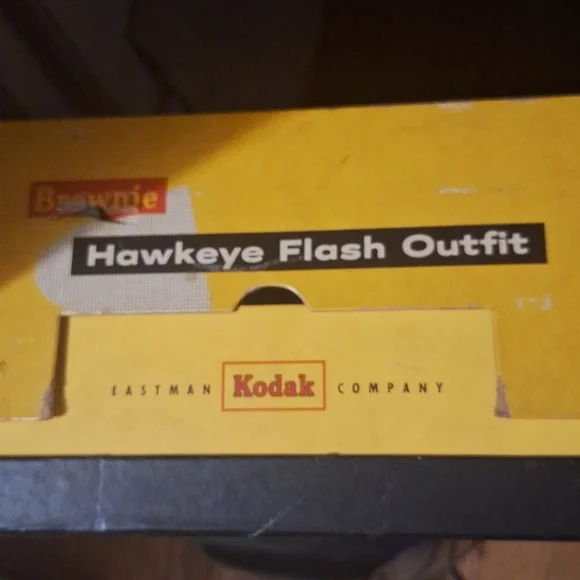 Brownie
Hawkeye Flash Outfit
EASTMAN Kodak COMPANY